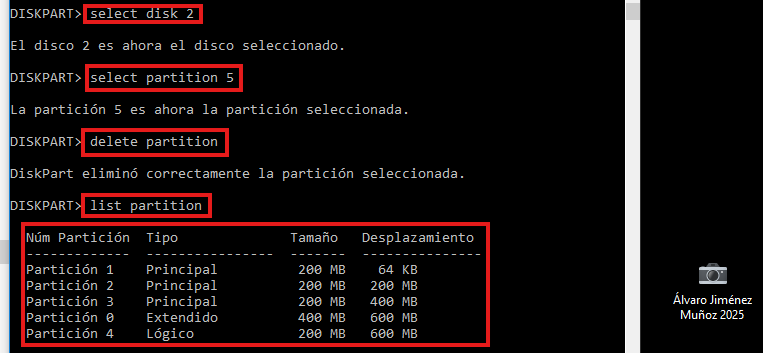 DISKPART> select disk 2
El disco 2 es ahora el disco seleccionado.
DISKPART> select partition 5
La partición 5 es ahora la partición seleccionada.
DISKPART> delete partition
DiskPart eliminó correctamente la partición seleccionada.
DISKPART> list partition
Núm Partición  Tipo              Tamaño   Desplazamiento
-------------  ----------------  -------  ---------------
Partición 1    Principal          200 MB    64 KB
Partición 2    Principal          200 MB   200 MB
Partición 3    Principal          200 MB   400 MB
Partición 0    Extendido          400 MB   600 MB
Partición 4    Lógico             200 MB   600 MB
Álvaro Jiménez
Muñoz 2025